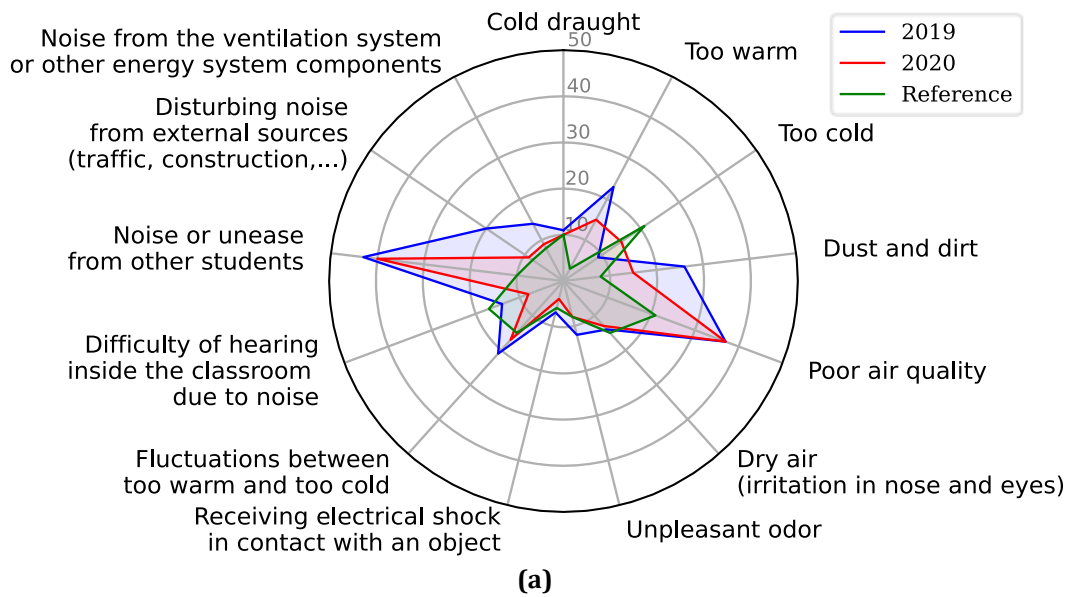 Cold draught
Too warm
Too cold
Dust and dirt
Poor air quality
Dry air
(irritation in nose and eyes)
Unpleasant odor
Receiving electrical shock
in contact with an object
Fluctuations between
too warm and too cold
Difficulty of hearing
inside the classroom
due to noise
Noise or unease
from other students
Disturbing noise
from external sources
(traffic, construction,...)
Noise from the ventilation system
or other energy system components
50
40
30
20
10
2019
2020
Reference
(a)